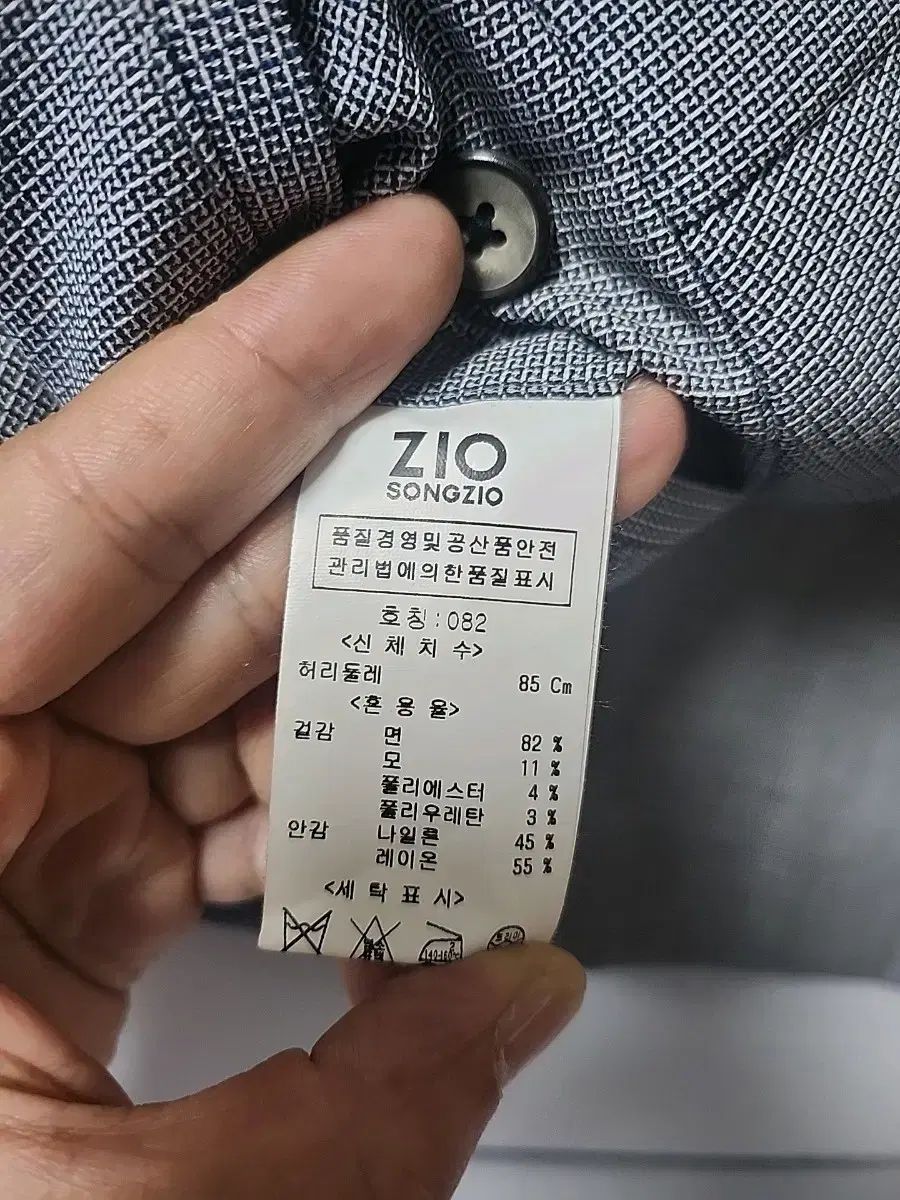 ZIO
SONGZIO
품질경영및공산품안전
관리법에의한품질표시
호칭:082
<신 체 치 수>
허리둘레 85 Cm
<혼 용 율>
겉감 면 82 %
모 11 %
폴리에스터 4 %
폴리우레탄 3 %
안감 나일론 45 %
레이온 55 %
<세 탁 표 시>